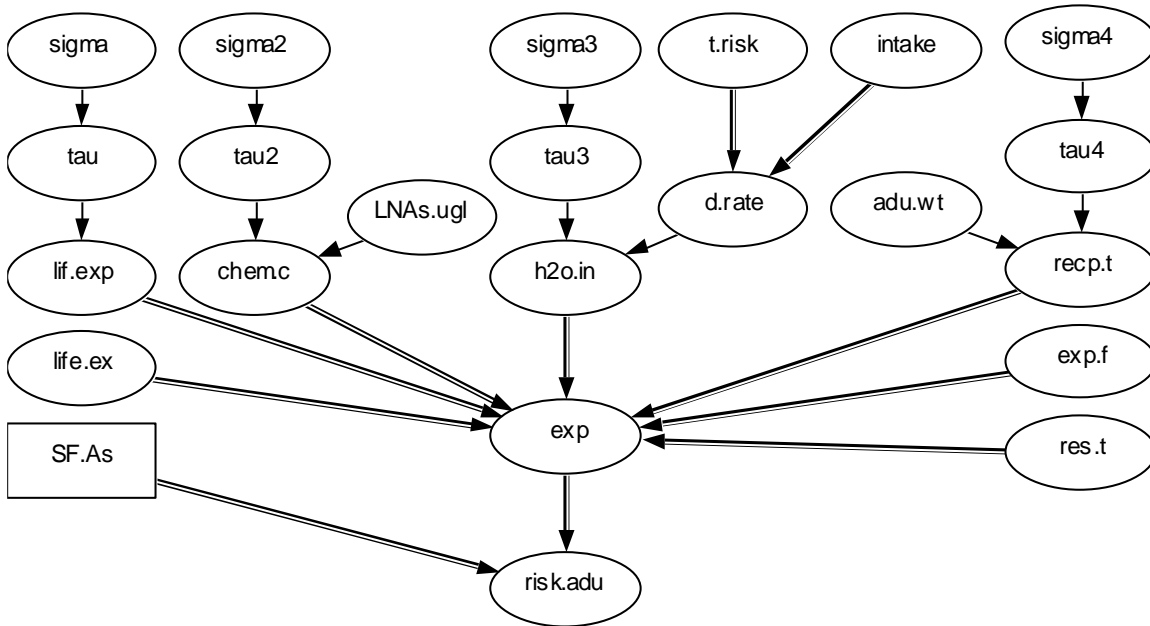 sigma
sigma2
sigma3
t.risk
intake
sigma4
tau
tau2
tau3
tau4
LNAs.ugl
d.rate
adu.wt
lif.exp
chem.c
h2o.in
recp.t
life.ex
exp.f
exp
SF.As
res.t
risk.adu